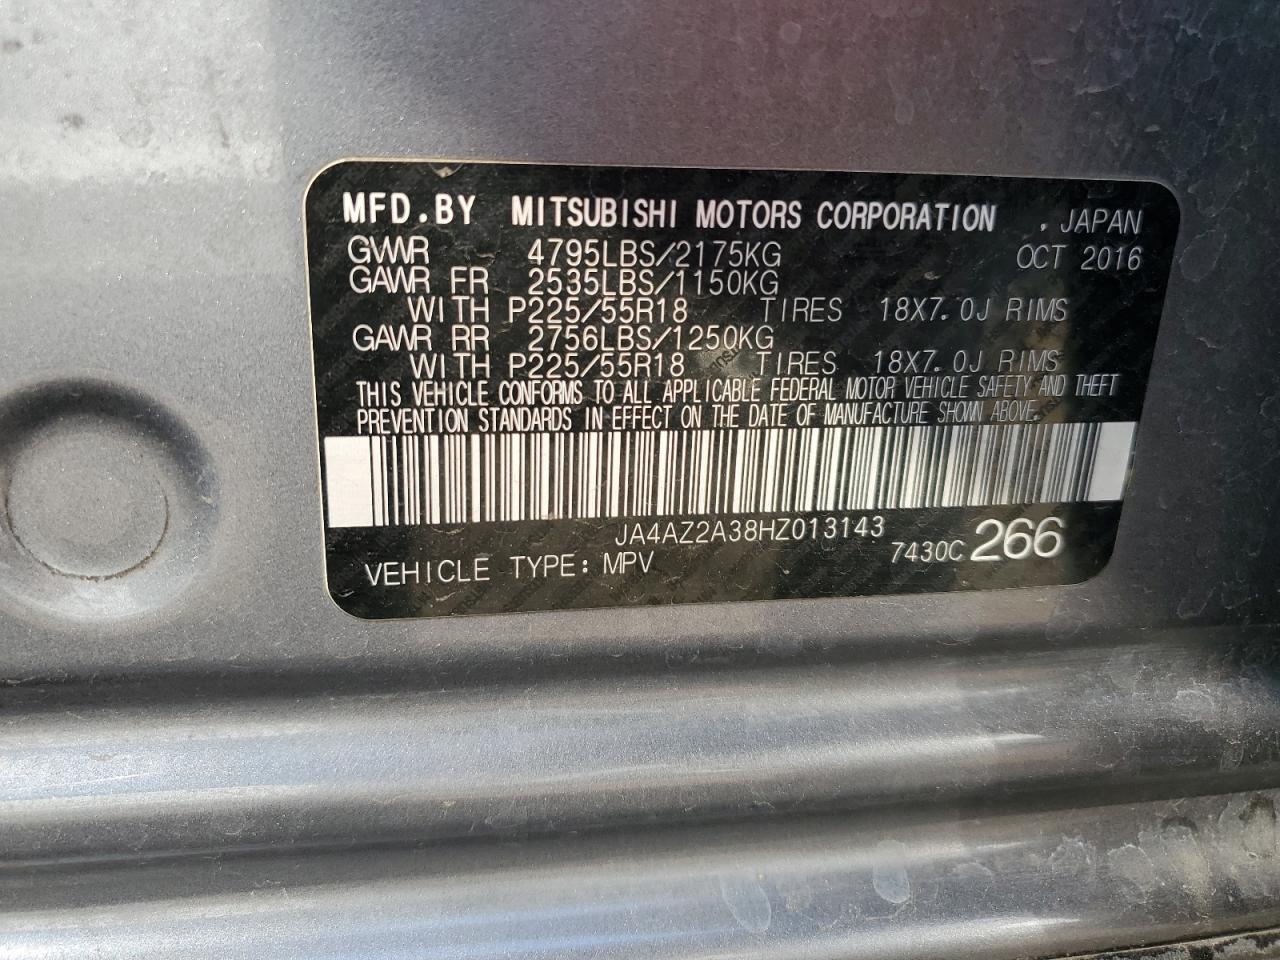 MFD.BY MITSUBISHI MOTORS CORPORATION . JAPAN
GVWR 4795LBS/2175KG OCT 2016
GAWR FR 2535LBS/1150KG
WITH P225/55R18 TIRES 18X7.0J RIMS
GAWR RR 2756LBS/1250KG
WITH P225/55R18 TIRES 18X7.0J RIMS
THIS VEHICLE CONFORMS TO ALL APPLICABLE FEDERAL MOTOR VEHICLE SAFETY AND THEFT
PREVENTION STANDARDS IN EFFECT ON THE DATE OF MANUFACTURE SHOWN ABOVE.
JA4AZ2A38HZ013143
VEHICLE TYPE: MPV 7430C 266